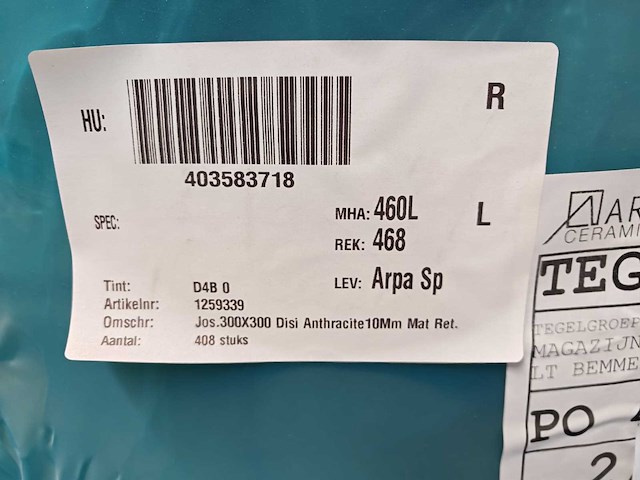 HU:
R
403583718
SPEC:
MHA: 460L
L
REK: 468
LEV: Arpa Sp
Tint: D4B 0
Artikelnr: 1259339
Omschr: Jos.300X300 Disi Anthracite10Mm Mat Ret.
Aantal: 408 stuks
AR
CERAMI
TEG
TEGELGROEP
MAGAZIJN
LT BEMME
PO
2